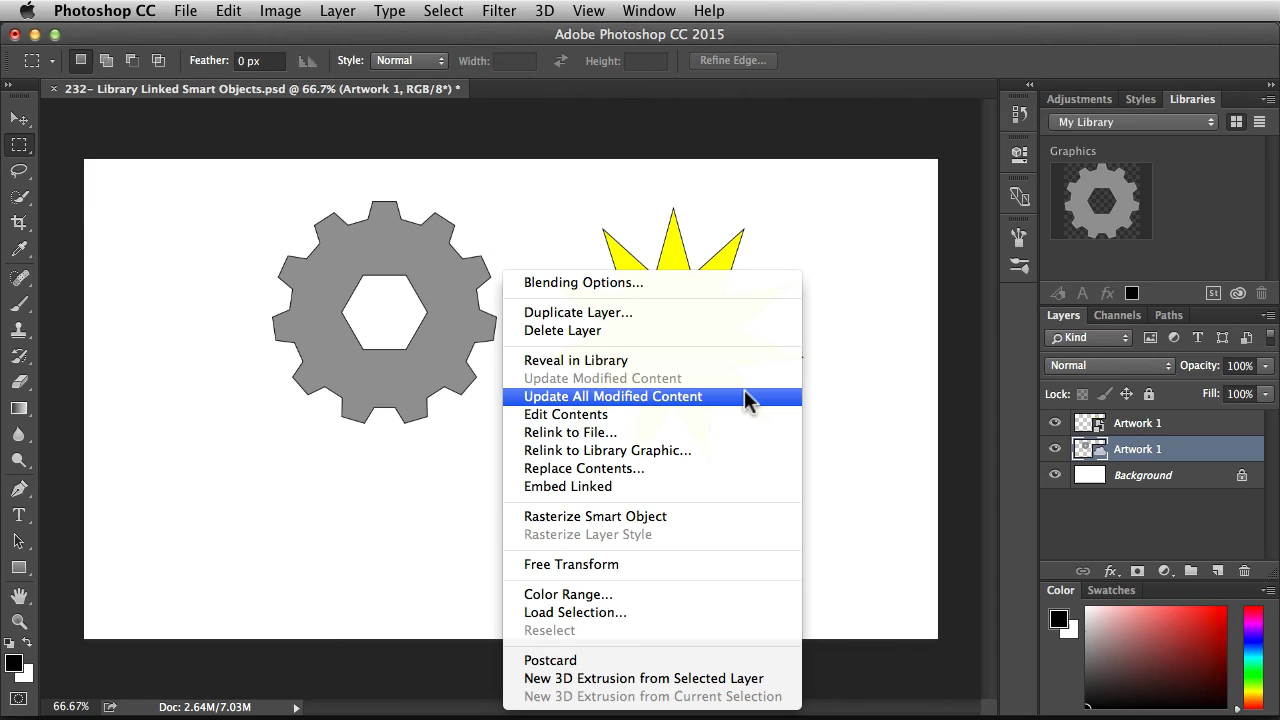 Photoshop CC File Edit Image Layer Type Select Filter 3D View Window Help
Adobe Photoshop CC 2015
Feather: 0 px Style: Normal Width: Height: Refine Edge...
232- Library Linked Smart Objects.psd @ 66.7% (Artwork 1, RGB/8*) *
Adjustments Styles Libraries
My Library
Graphics
Blending Options...
Duplicate Layer...
Delete Layer
Reveal in Library
Update Modified Content
Update All Modified Content
Edit Contents
Relink to File...
Relink to Library Graphic...
Replace Contents...
Embed Linked
Rasterize Smart Object
Rasterize Layer Style
Free Transform
Color Range...
Load Selection...
Reselect
Postcard
New 3D Extrusion from Selected Layer
New 3D Extrusion from Current Selection
A fx St
Layers Channels Paths
Kind T
Normal Opacity: 100%
Lock: Fill: 100%
Artwork 1
Artwork 1
Background
fx
Color Swatches
T
66.67% Doc: 2.64M/7.03M